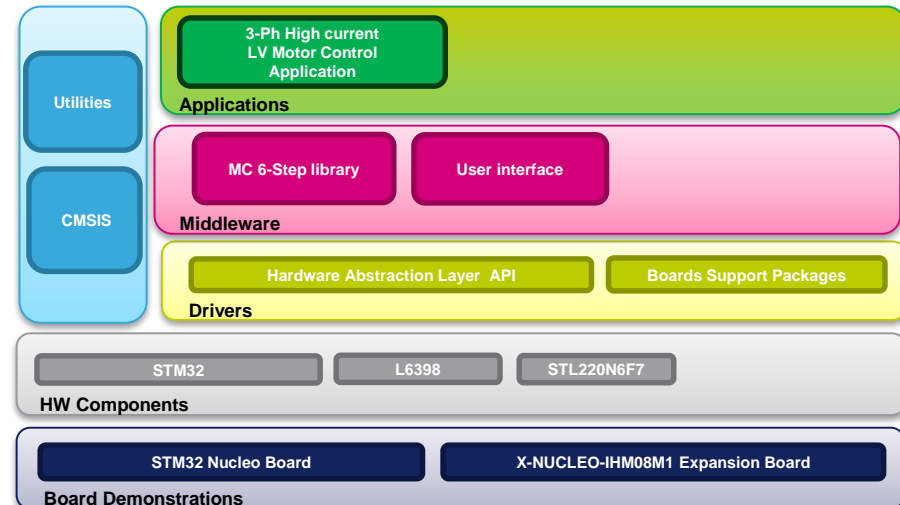 3-Ph High current
LV Motor Control
Application
Applications
Utilities
CMSIS
MC 6-Step library
User interface
Middleware
Hardware Abstraction Layer API
Boards Support Packages
Drivers
STM32
L6398
STL220N6F7
HW Components
STM32 Nucleo Board
X-NUCLEO-IHM08M1 Expansion Board
Board Demonstrations